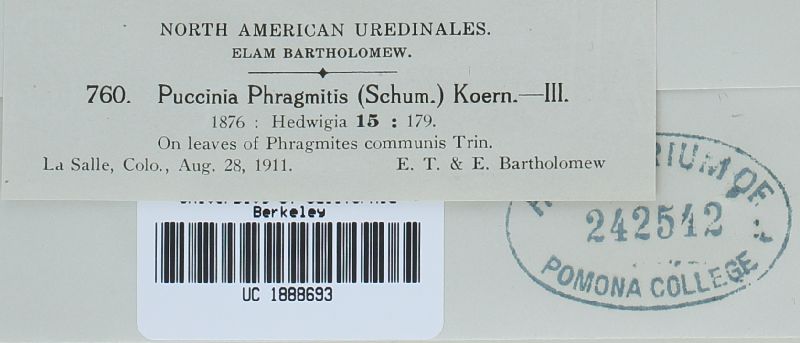 NORTH AMERICAN UREDINALES.
ELAM BARTHOLOMEW.
760. Puccinia Phragmitis (Schum.) Koern.—III.
1876 : Hedwigia 15 : 179.
On leaves of Phragmites communis Trin.
La Salle, Colo., Aug. 28, 1911. E. T. & E. Bartholomew
Berkeley
UC 1888693
OF
242542
POMONA COLLEGE